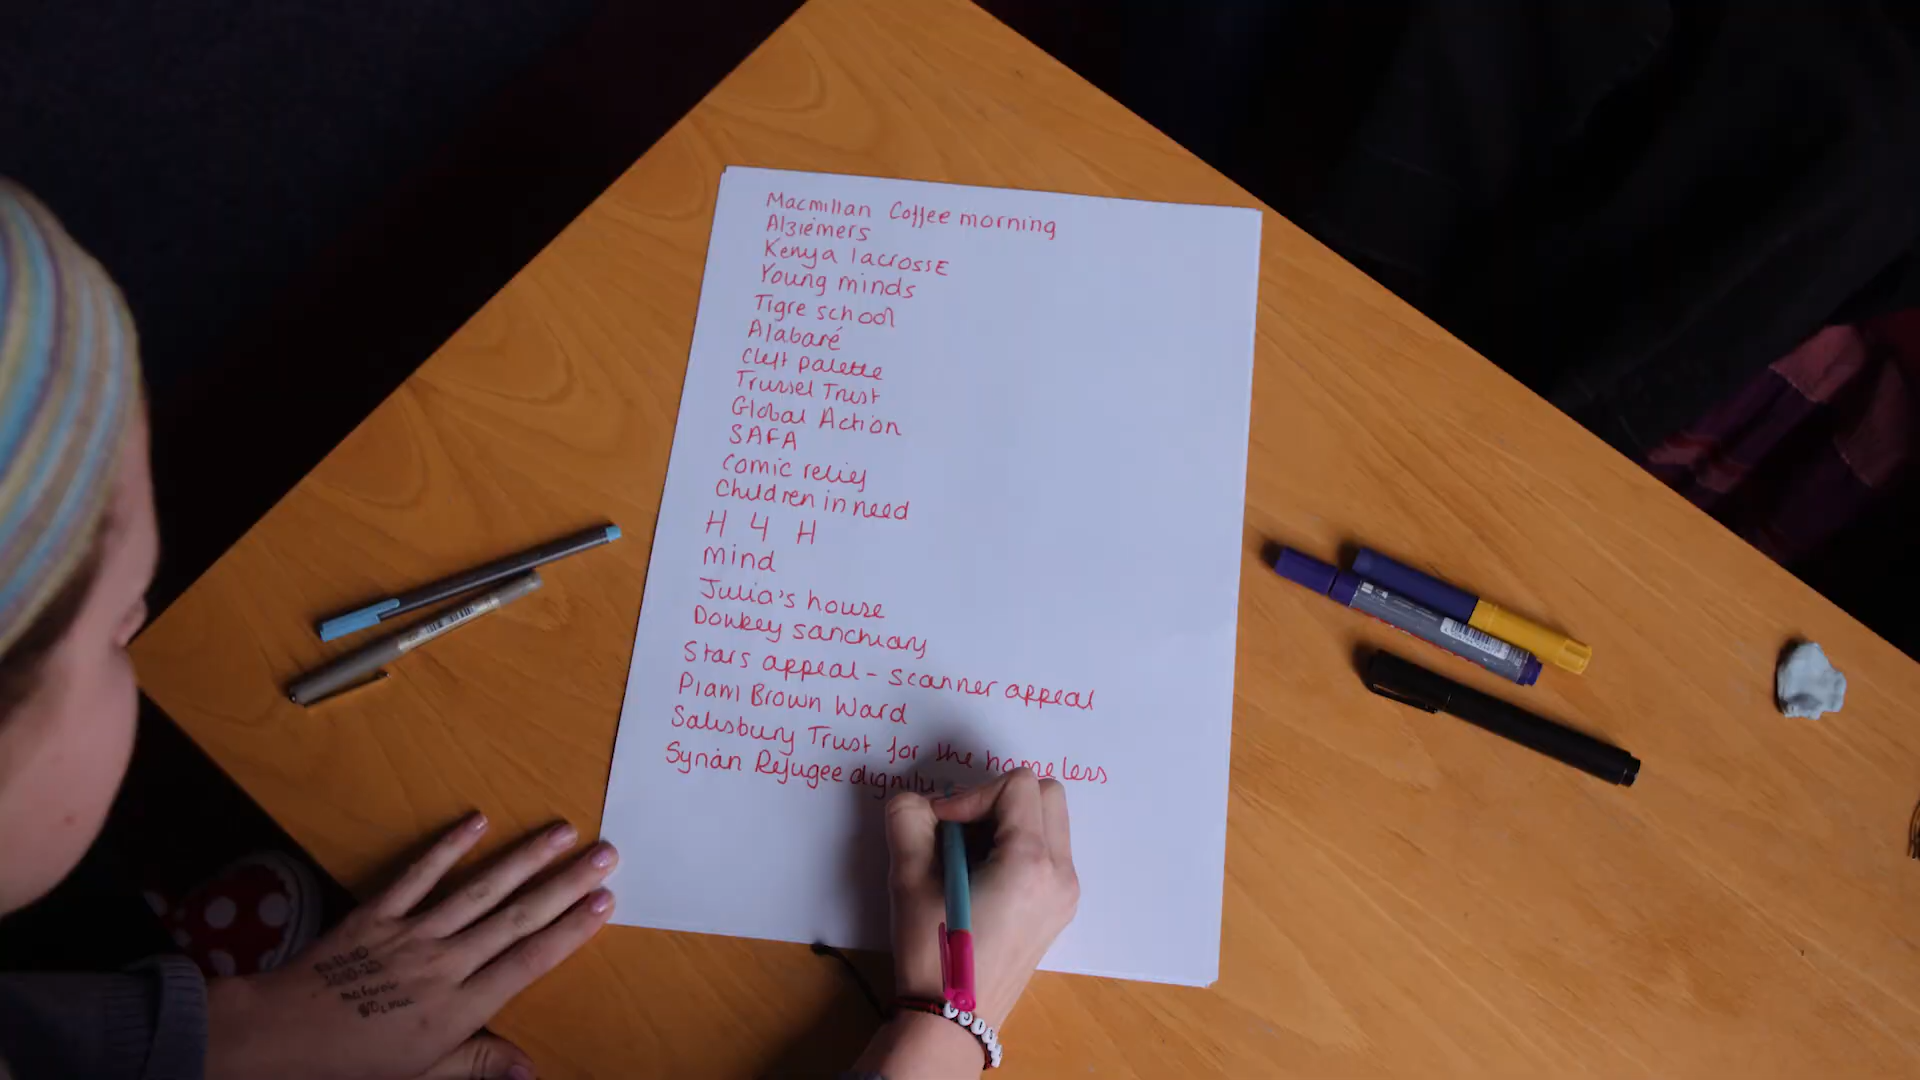 Macmillan Coffee morning
Alziemers
Kenya lacrossE
Young minds
Tigre school
Alabaré
Cleft palette
Trussel Trust
Global Action
SAFA
Comic relief
Children in need
H 4 H
Mind
Julia's house
Donkey sanctuary
Stars appeal - scanner appeal
Piam Brown Ward
Salisbury Trust for the homeless
Syrian Refugee dignity